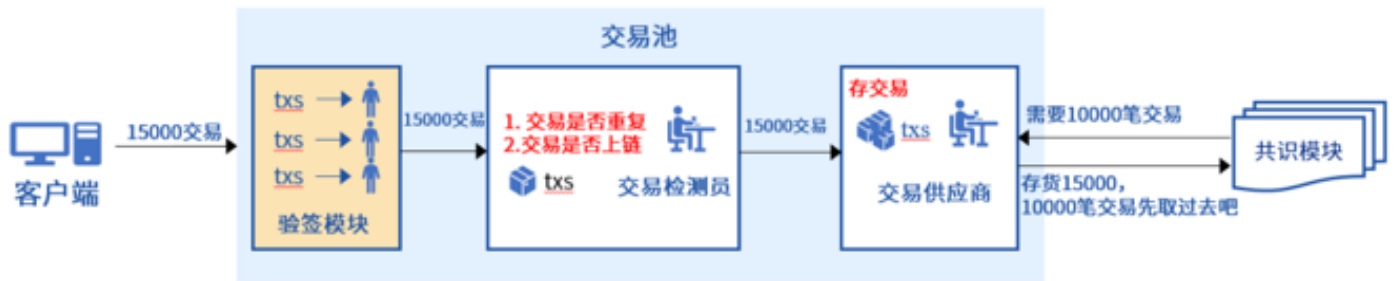 交易池
客户端
15000交易
txs
txs
txs
验签模块
15000交易
1. 交易是否重复
2.交易是否上链
txs
交易检测员
15000交易
存交易
txs
交易供应商
需要10000笔交易
存货15000，
10000笔交易先取过去吧
共识模块